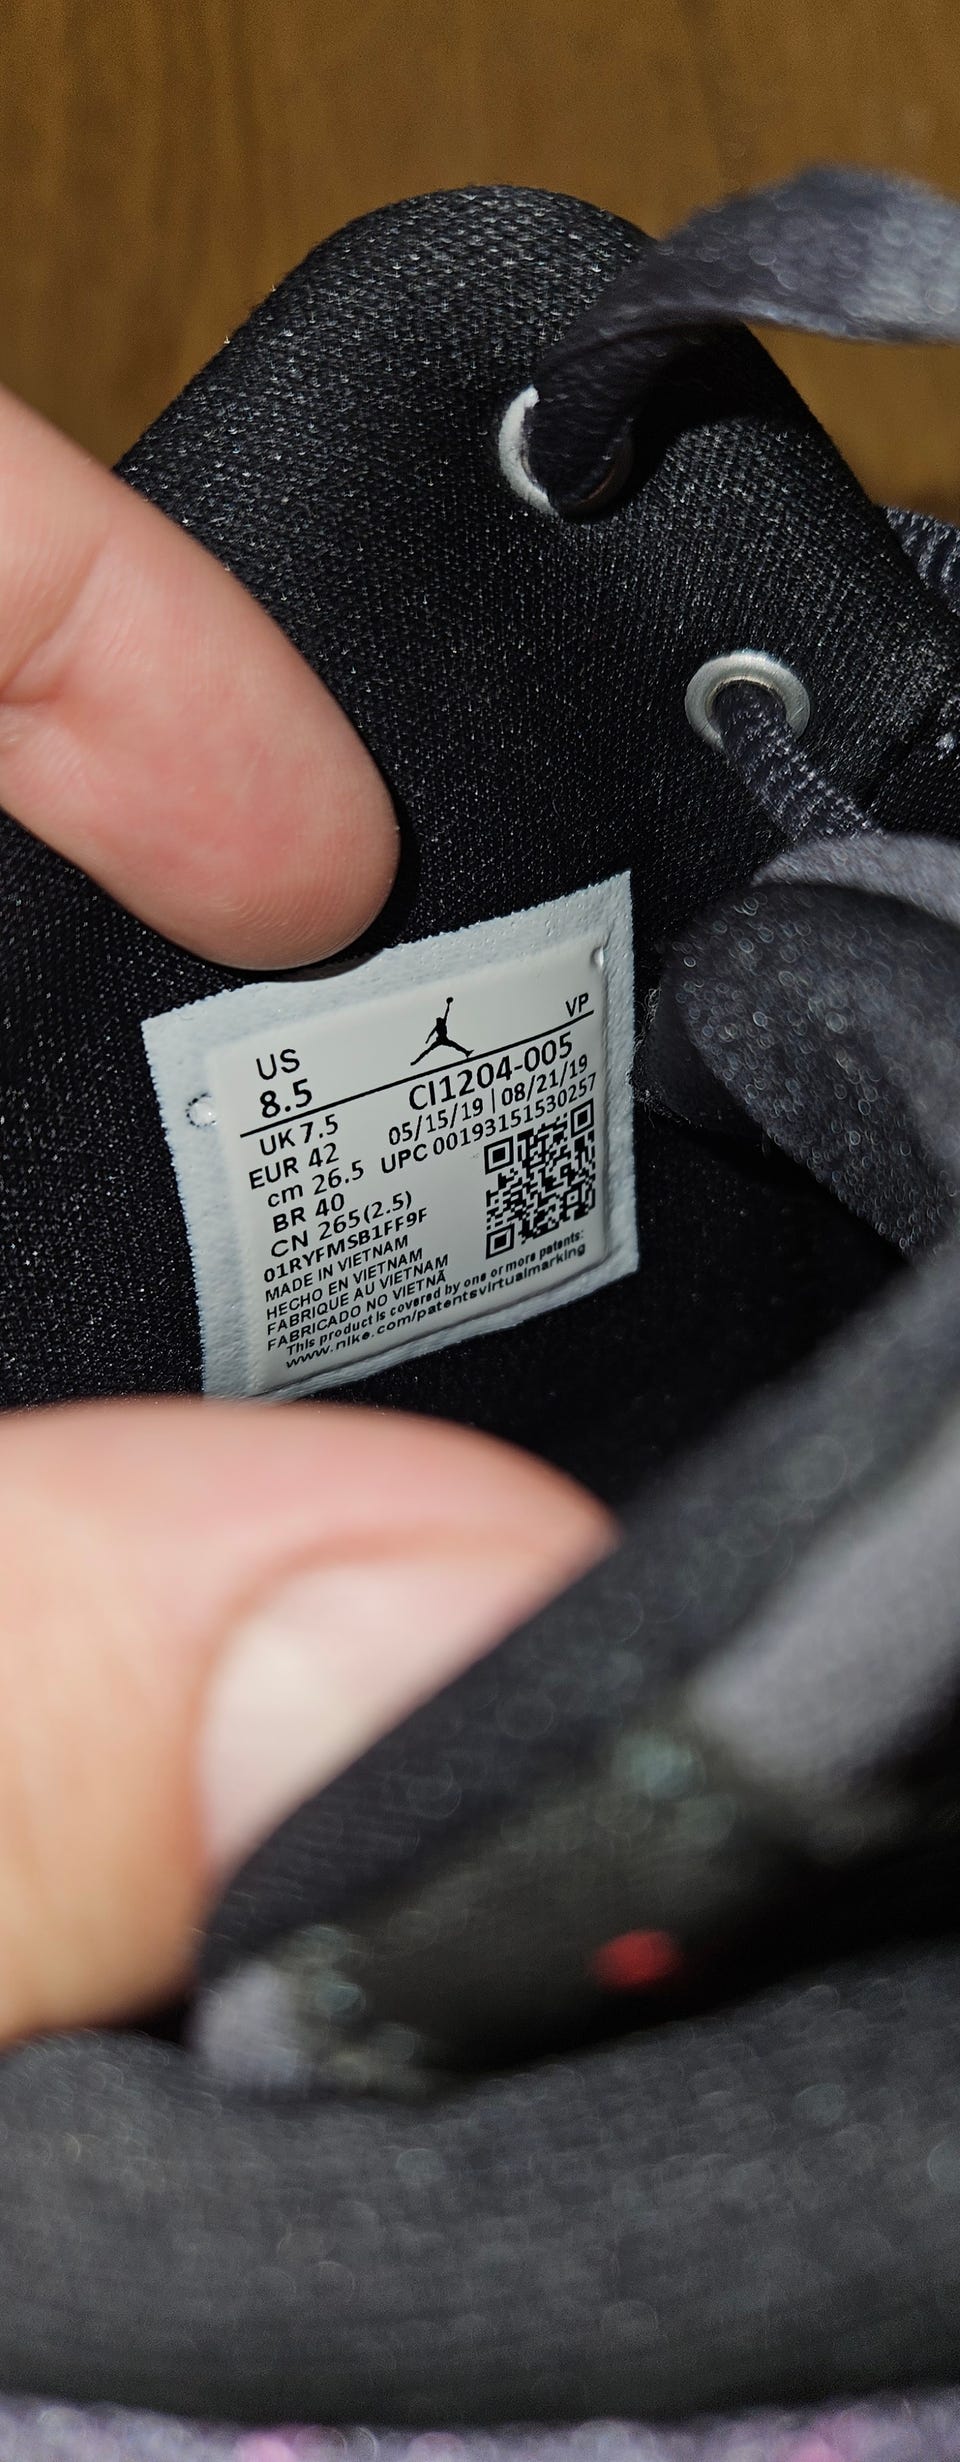 US
8.5
VP
CI1204-005
UK 7.5
05/15/19 | 08/21/19
EUR 42
UPC 00193151530257
cm 26.5
BR 40
CN 265(2.5)
01RYFMSB1FF9F
MADE IN VIETNAM
HECHO EN VIETNAM
FABRIQUE AU VIETNAM
FABRICADO NO VIETNÃ
This product is covered by one or more patents:
www.nike.com/patentsvirtualmarking